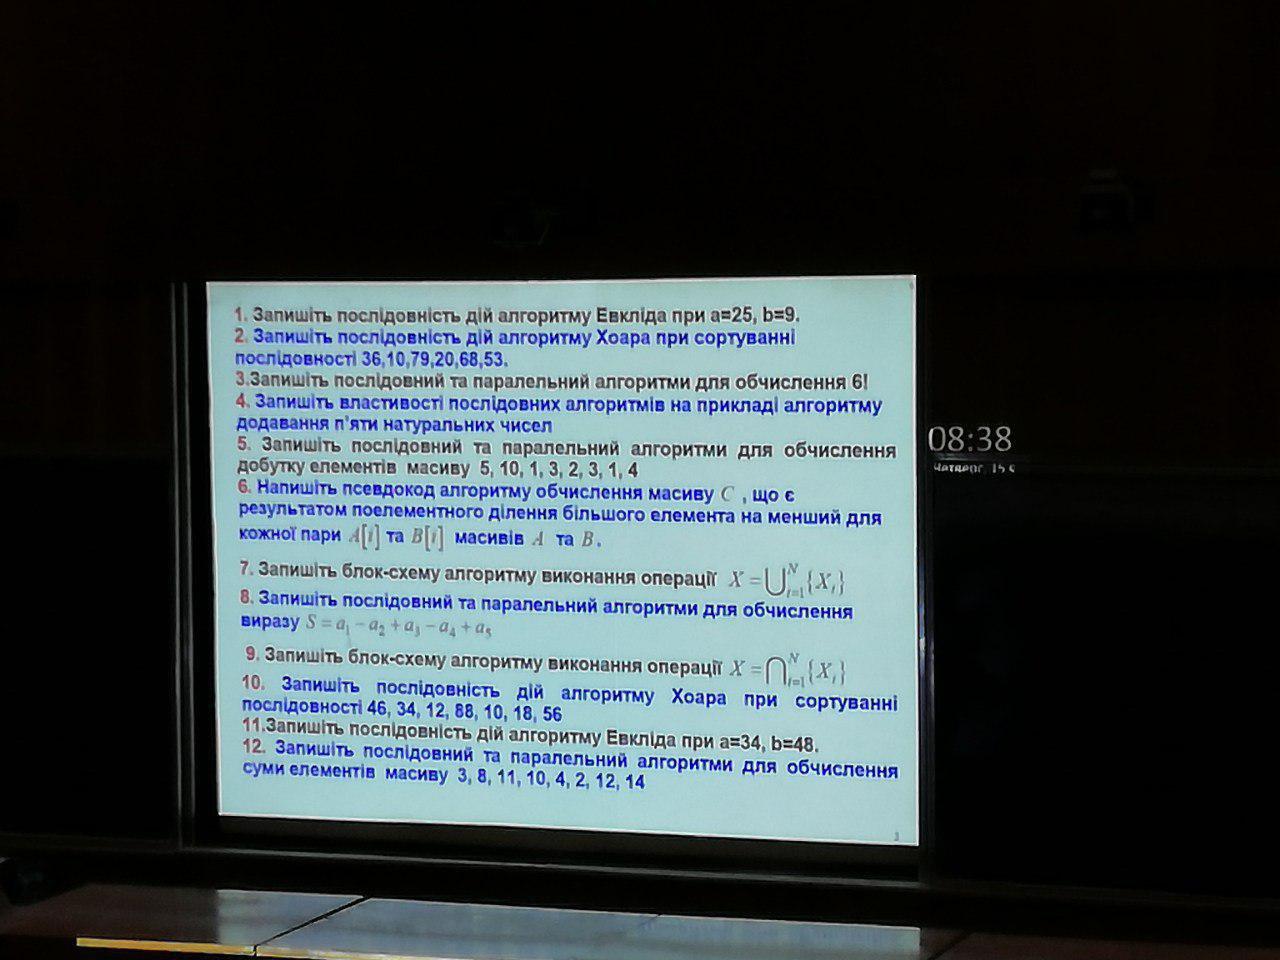 1. Запишіть послідовність дій алгоритму Евкліда при a=25, b=9.
2. Запишіть послідовність дій алгоритму Хоара при сортуванні
послідовності 36,10,79,20,68,53.
3.Запишіть послідовний та паралельний алгоритми для обчислення 6!
4. Запишіть властивості послідовних алгоритмів на прикладі алгоритму
додавання п'яти натуральних чисел
5. Запишіть послідовний та паралельний алгоритми для обчислення
добутку елементів масиву 5, 10, 1, 3, 2, 3, 1, 4
6. Напишіть псевдокод алгоритму обчислення масиву C , що є
результатом поелементного ділення більшого елемента на менший для
кожної пари A[i] та B[i] масивів A та B.
7. Запишіть блок-схему алгоритму виконання операції X = ⋃_{i=1}^{N} {X_i}
8. Запишіть послідовний та паралельний алгоритми для обчислення
виразу S = a₁ − a₂ + a₃ − a₄ + a₅
9. Запишіть блок-схему алгоритму виконання операції X = ⋂_{i=1}^{N} {X_i}
10. Запишіть послідовність дій алгоритму Хоара при сортуванні
послідовності 46, 34, 12, 88, 10, 18, 56
11.Запишіть послідовність дій алгоритму Евкліда при a=34, b=48.
12. Запишіть послідовний та паралельний алгоритми для обчислення
суми елементів масиву 3, 8, 11, 10, 4, 2, 12, 14
08:38
Четвер, 15